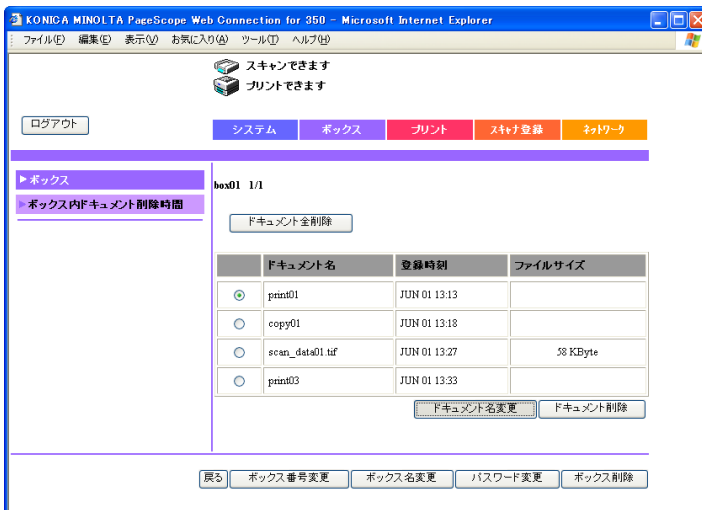 KONICA MINOLTA PageScope Web Connection for 350 - Microsoft Internet Explorer
ファイル(F) 編集(E) 表示(V) お気に入り(A) ツール(T) ヘルプ(H)
スキャンできます
プリントできます
ログアウト
システム ボックス プリント スキャナ登録 ネットワーク
ボックス
ボックス内ドキュメント削除時間
box01 1/1
ドキュメント全削除
ドキュメント名 登録時刻 ファイルサイズ
print01 JUN 01 13:13
copy01 JUN 01 13:18
scan_data01.tif JUN 01 13:27 58 KByte
print03 JUN 01 13:33
ドキュメント名変更 ドキュメント削除
戻る ボックス番号変更 ボックス名変更 パスワード変更 ボックス削除